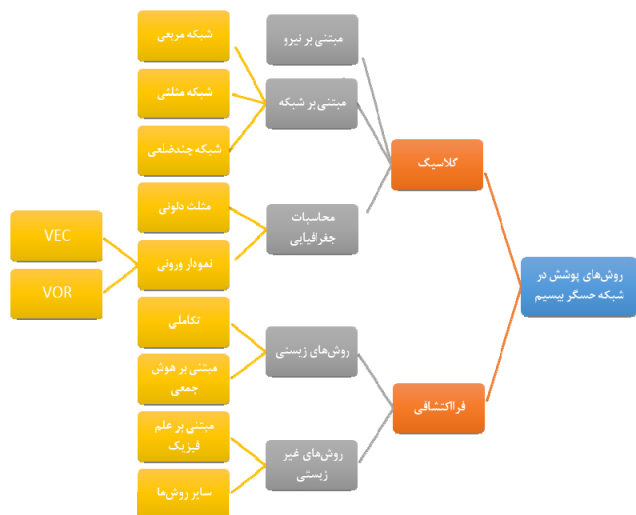 روش‌های پوشش در
شبکه حسگر بیسیم
کلاسیک
مبتنی بر نیرو
مبتنی بر شبکه
شبکه مربعی
شبکه مثلثی
شبکه چندضلعی
محاسبات
جغرافیایی
مثلث دلونی
نمودار ورونی
VEC
VOR
فرااکتشافی
روش‌های زیستی
تکاملی
مبتنی بر هوش
جمعی
روش‌های غیر
زیستی
مبتنی بر علم
فیزیک
سایر روش‌ها